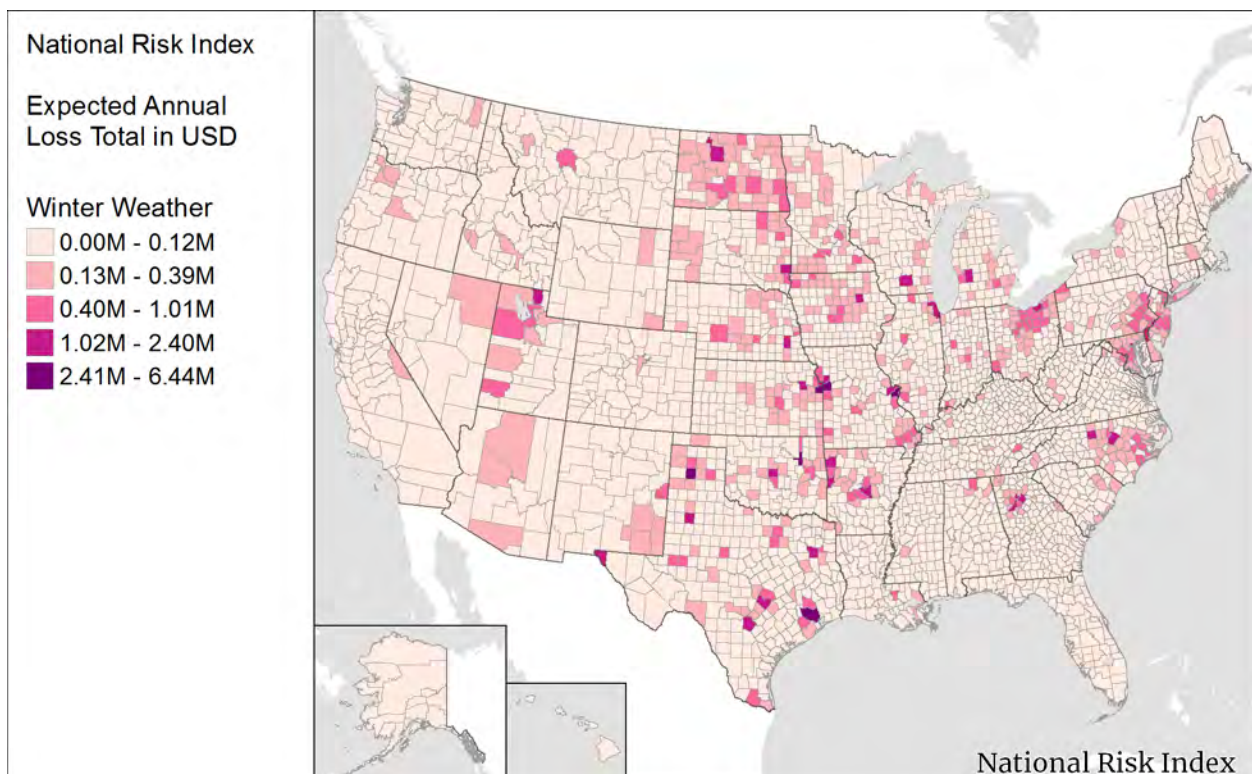 National Risk Index
Expected Annual
Loss Total in USD
Winter Weather
0.00M - 0.12M
0.13M - 0.39M
0.40M - 1.01M
1.02M - 2.40M
2.41M - 6.44M
National Risk Index